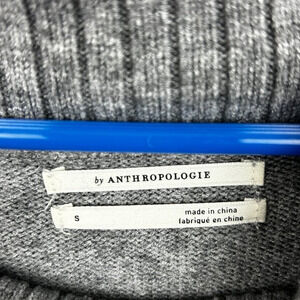 by ANTHROPOLOGIE
S
made in china
fabriqué en chine